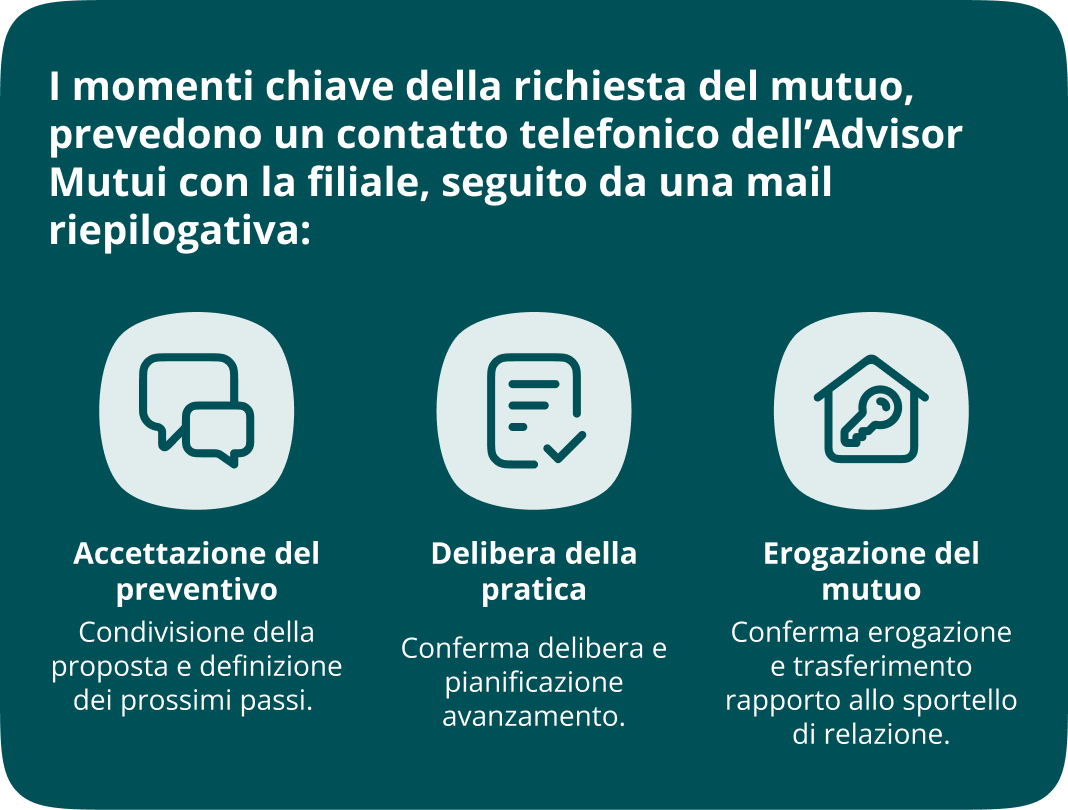 I momenti chiave della richiesta del mutuo,
prevedono un contatto telefonico dell’Advisor
Mutui con la filiale, seguito da una mail
riepilogativa:
Accettazione del
preventivo
Condivisione della
proposta e definizione
dei prossimi passi.
Delibera della
pratica
Conferma delibera e
pianificazione
avanzamento.
Erogazione del
mutuo
Conferma erogazione
e trasferimento
rapporto allo sportello
di relazione.